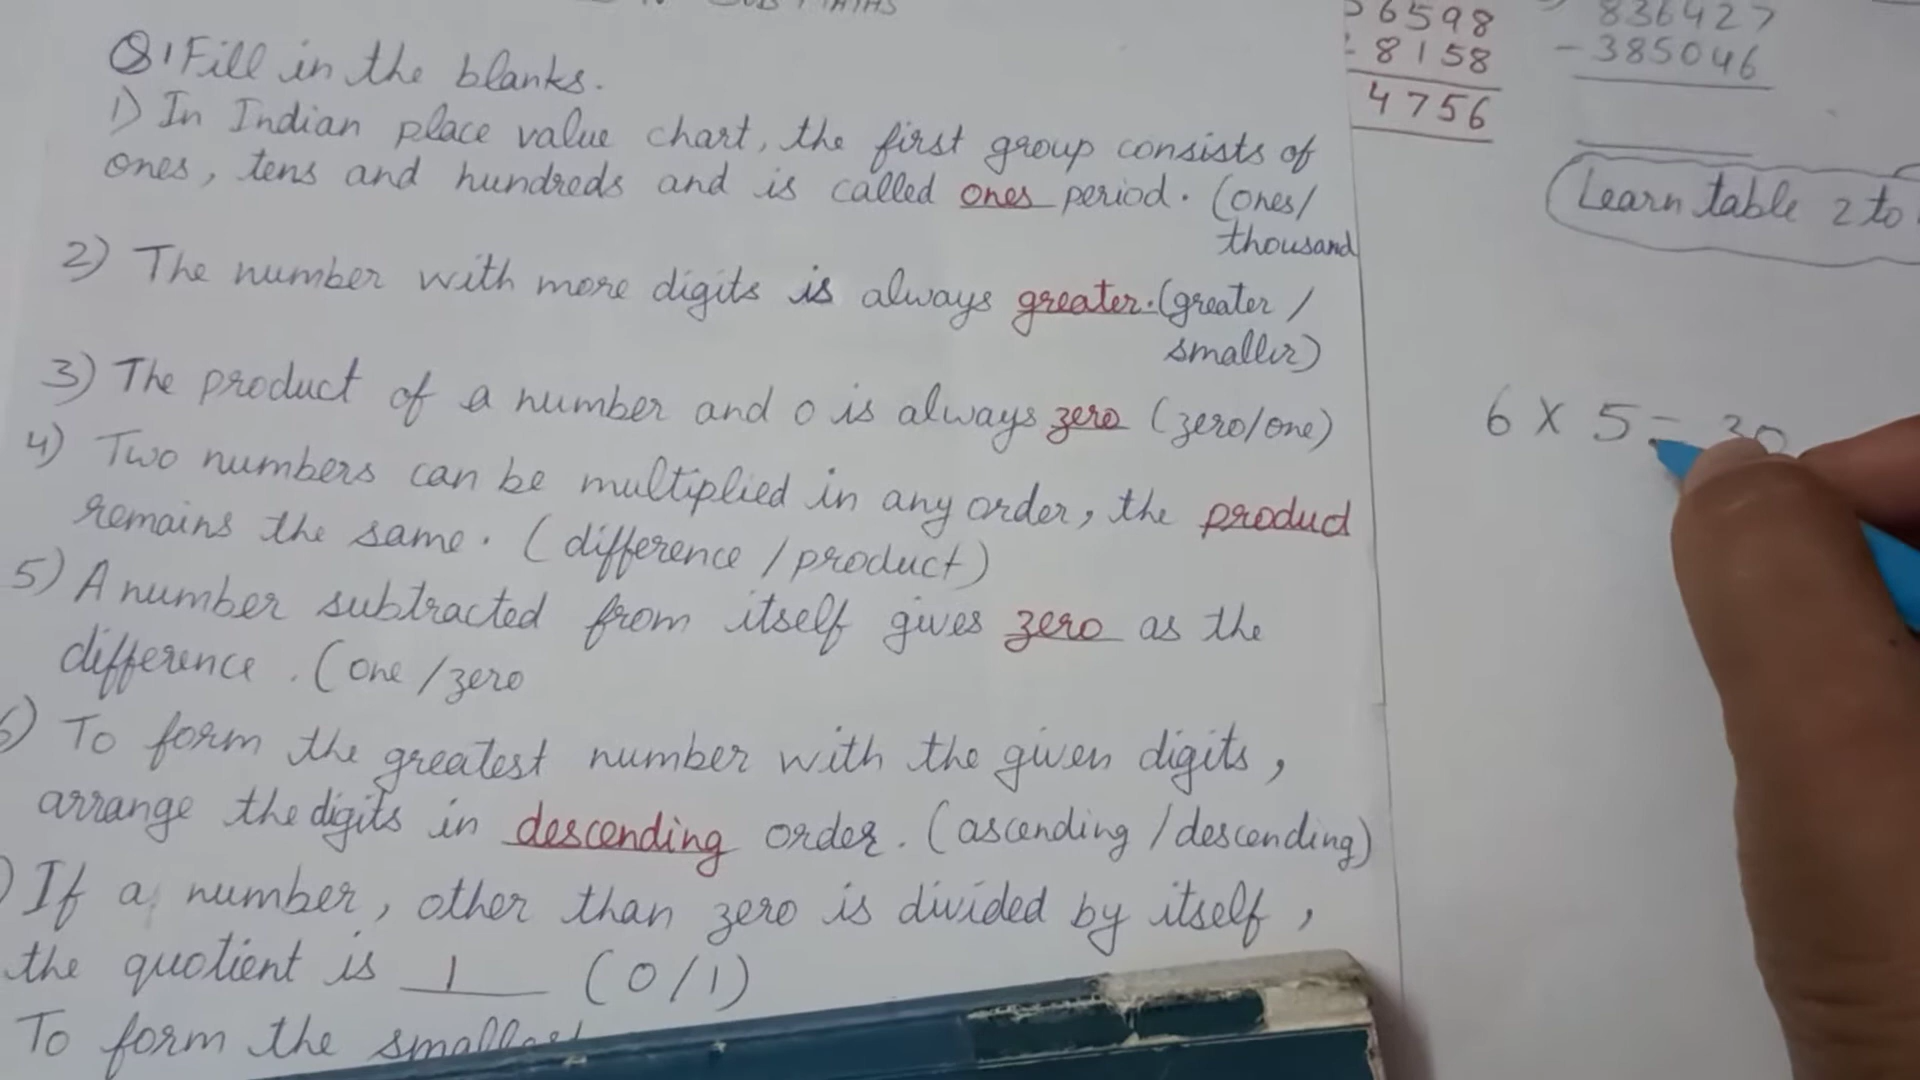 MATHS
Q1 Fill in the blanks.
1) In Indian place value chart, the first group consists of
ones, tens and hundreds and is called ones period. (ones/
thousand
2) The number with more digits is always greater. (greater /
smaller)
3) The product of a number and 0 is always zero (zero/one)
4) Two numbers can be multiplied in any order, the product
remains the same. (difference / product)
5) A number subtracted from itself gives zero as the
difference. (one / zero
6) To form the greatest number with the given digits,
arrange the digits in descending order. (ascending / descending)
) If a number, other than zero is divided by itself,
the quotient is 1 (0/1)
To form the smallest
6598
8158
4756
836427
- 385046
Learn table 2 to
6 x 5 = 30